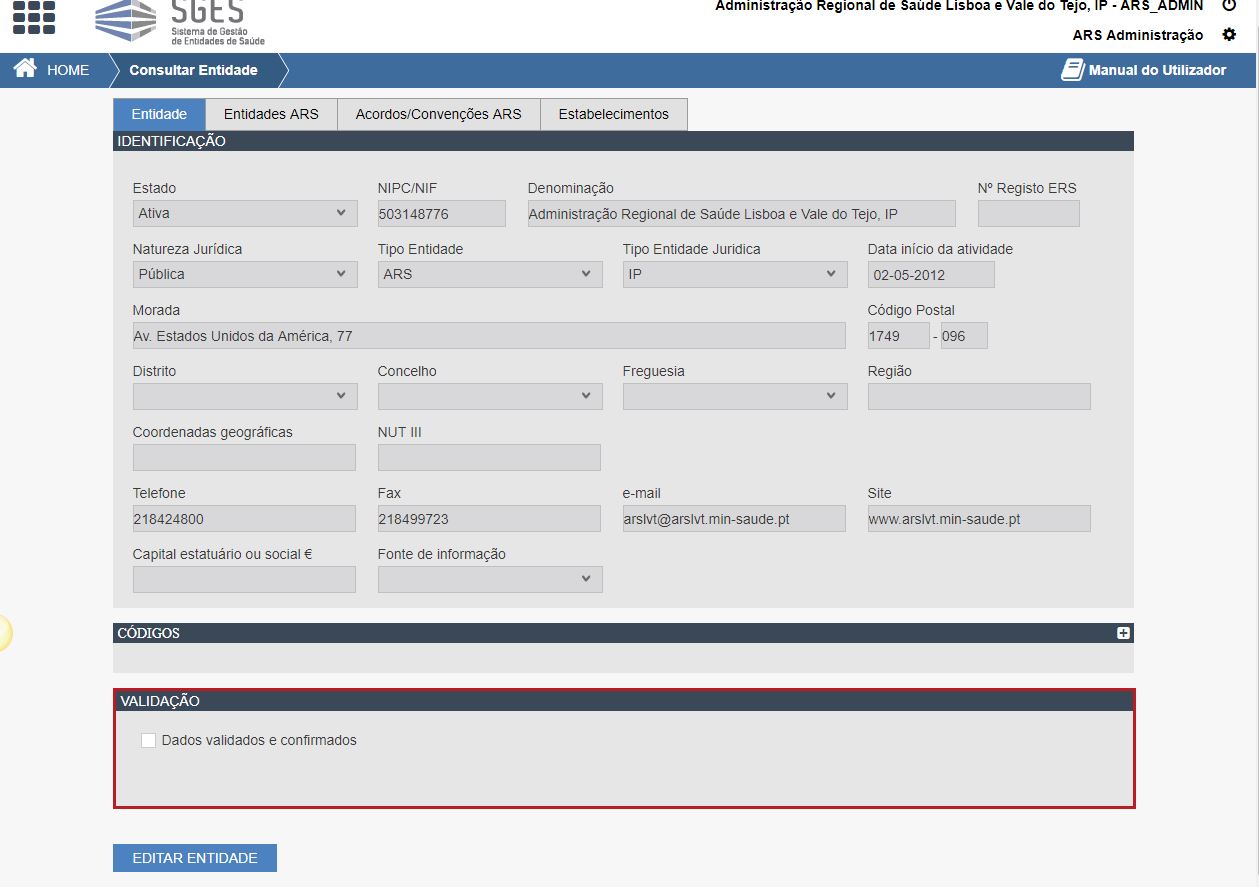 SGES
Sistema de Gestão
de Entidades de Saúde
Administração Regional de Saúde Lisboa e Vale do Tejo, IP - ARS_ADMIN
ARS Administração
HOME
Consultar Entidade
Manual do Utilizador
Entidade
Entidades ARS
Acordos/Convenções ARS
Estabelecimentos
IDENTIFICAÇÃO
Estado
NIPC/NIF
Denominação
Nº Registo ERS
Ativa
503148776
Administração Regional de Saúde Lisboa e Vale do Tejo, IP
Natureza Jurídica
Tipo Entidade
Tipo Entidade Juridica
Data início da atividade
Pública
ARS
IP
02-05-2012
Morada
Código Postal
Av. Estados Unidos da América, 77
1749 - 096
Distrito
Concelho
Freguesia
Região
Coordenadas geográficas
NUT III
Telefone
Fax
e-mail
Site
218424800
218499723
arslvt@arslvt.min-saude.pt
www.arslvt.min-saude.pt
Capital estatuário ou social €
Fonte de informação
CÓDIGOS
VALIDAÇÃO
Dados validados e confirmados
EDITAR ENTIDADE